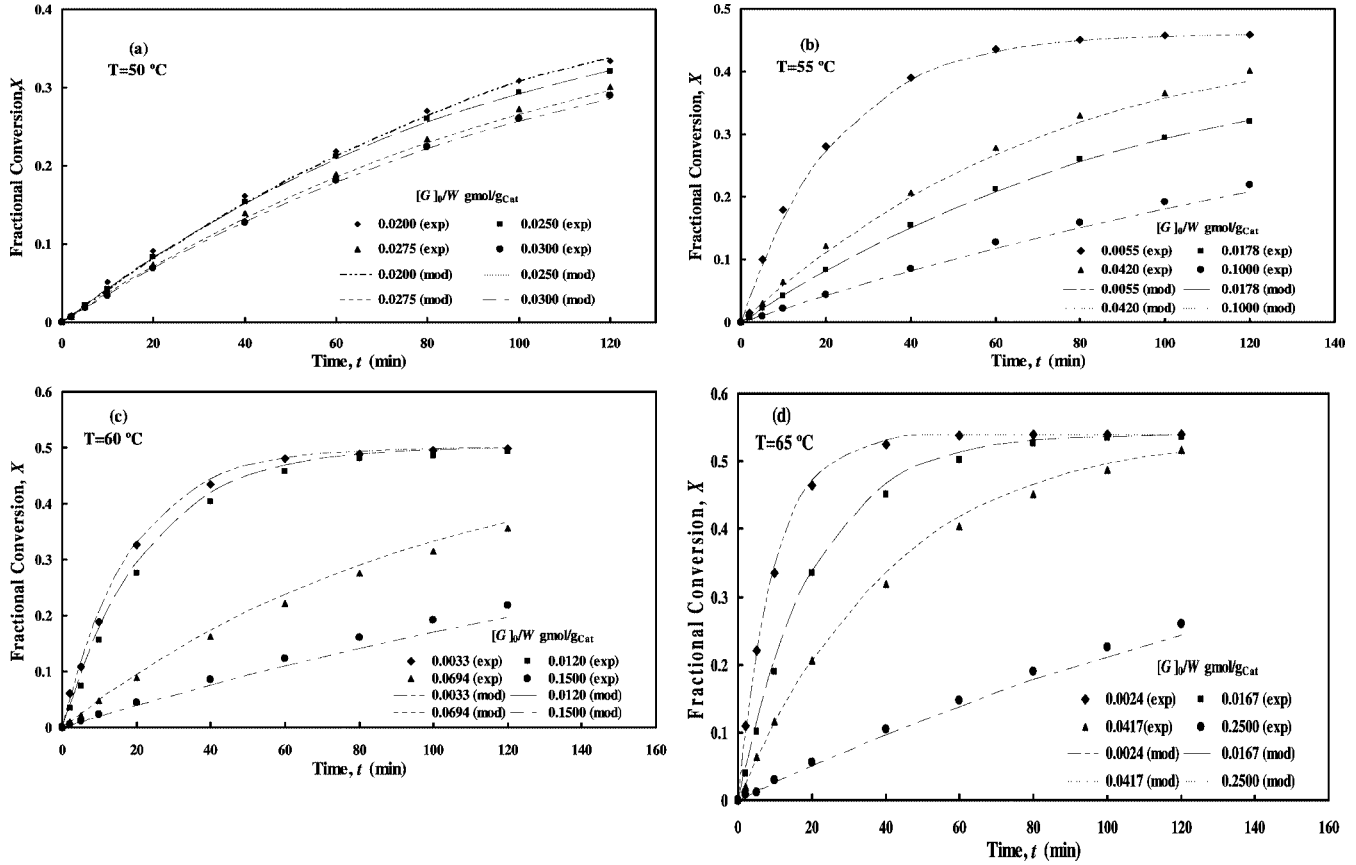 (a)
T=50 ºC
Fractional Conversion,X
0.4
0.3
0.2
0.1
0
0 20 40 60 80 100 120
Time, t (min)
[G]0/W gmol/gCat
0.0200 (exp) 0.0250 (exp)
0.0275 (exp) 0.0300 (exp)
0.0200 (mod) 0.0250 (mod)
0.0275 (mod) 0.0300 (mod)
(b)
T=55 ºC
Fractional Conversion, X
0.6
0.5
0.4
0.3
0.2
0.1
0
0 20 40 60 80 100 120 140
Time, t (min)
[G]0/W gmol/gCat
0.0055 (exp) 0.0178 (exp)
0.0420 (exp) 0.1000 (exp)
0.0055 (mod) 0.0178 (mod)
0.0420 (mod) 0.1000 (mod)
(c)
T=60 ºC
Fractional Conversion, X
0.6
0.5
0.4
0.3
0.2
0.1
0
0 20 40 60 80 100 120 140 160
Time, t (min)
[G]0/W gmol/gCat
0.0033 (exp) 0.0120 (exp)
0.0694 (exp) 0.1500 (exp)
0.0033 (mod) 0.0120 (mod)
0.0694 (mod) 0.1500 (mod)
(d)
T=65 ºC
Fractional Conversion, X
0.6
0.5
0.4
0.3
0.2
0.1
0
0 20 40 60 80 100 120 140 160
Time, t (min)
[G]0/W gmol/gCat
0.0024 (exp) 0.0167 (exp)
0.0417(exp) 0.2500 (exp)
0.0024 (mod) 0.0167 (mod)
0.0417 (mod) 0.2500 (mod)